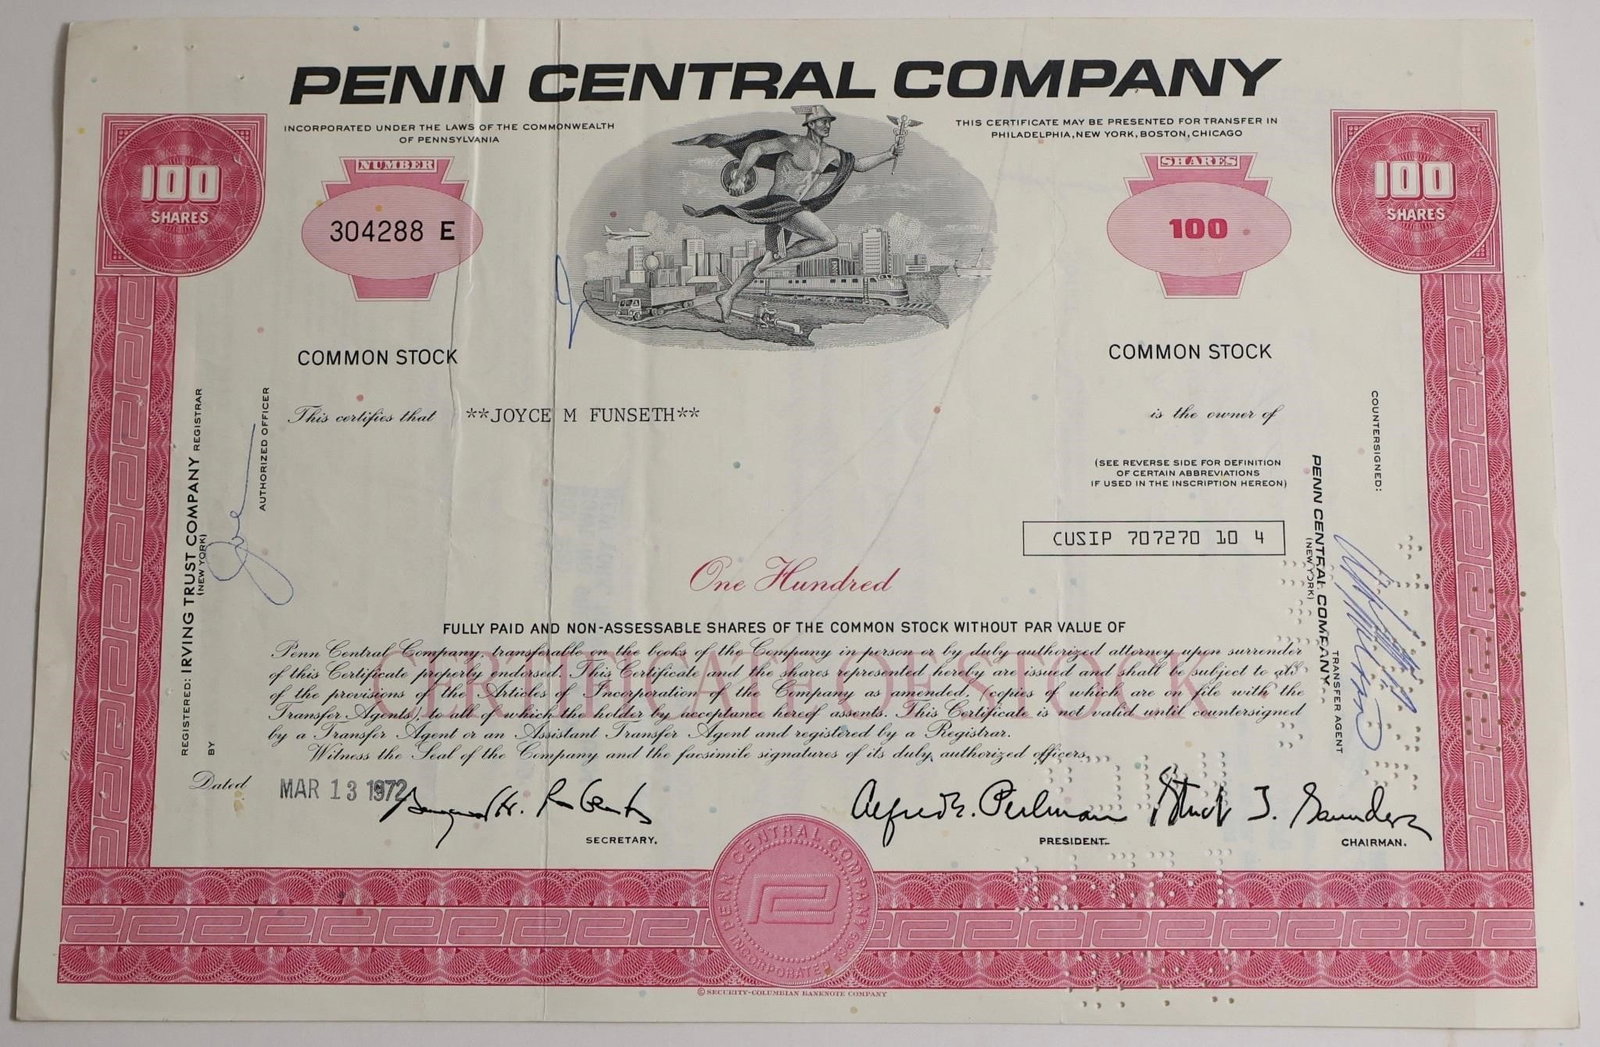 PENN CENTRAL COMPANY
INCORPORATED UNDER THE LAWS OF THE COMMONWEALTH
OF PENNSYLVANIA
THIS CERTIFICATE MAY BE PRESENTED FOR TRANSFER IN
PHILADELPHIA, NEW YORK, BOSTON, CHICAGO
100
SHARES
NUMBER
304288 E
SHARES
100
100
SHARES
COMMON STOCK
COMMON STOCK
This certifies that **JOYCE M FUNSETH** is the owner of
(SEE REVERSE SIDE FOR DEFINITION
OF CERTAIN ABBREVIATIONS
IF USED IN THE INSCRIPTION HEREON)
CUSIP 707270 10 4
One Hundred
FULLY PAID AND NON-ASSESSABLE SHARES OF THE COMMON STOCK WITHOUT PAR VALUE OF
CERTIFICATE OF STOCK
Penn Central Company, transferable on the books of the Company in person or by duly authorized attorney upon surrender
of this Certificate properly endorsed. This Certificate and the shares represented hereby are issued and shall be subject to all
of the provisions of the Articles of Incorporation of the Company as amended, (copies of which are on file with the
Transfer Agents), to all of which the holder by acceptance hereof assents. This Certificate is not valid until countersigned
by a Transfer Agent or an Assistant Transfer Agent and registered by a Registrar.
Witness the Seal of the Company and the facsimile signatures of its duly authorized officers.
Dated MAR 13 1972
SECRETARY.
Alfred E. Perlman
PRESIDENT.
Stuart T. Saunders
CHAIRMAN.
REGISTERED: IRVING TRUST COMPANY REGISTRAR
(NEW YORK)
BY
AUTHORIZED OFFICER
COUNTERSIGNED:
PENN CENTRAL COMPANY,
(NEW YORK)
TRANSFER AGENT
PENN CENTRAL COMPANY
INCORPORATED 1969
© SECURITY-COLUMBIAN BANKNOTE COMPANY